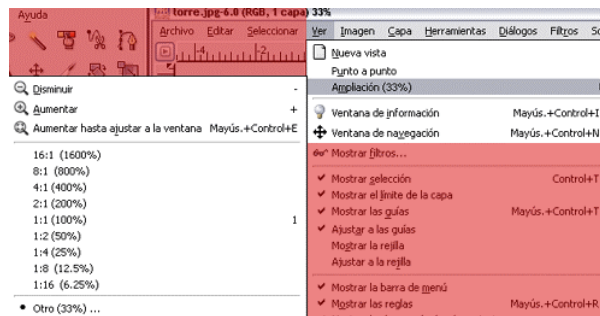 Ayuda
torre.jpg-6.0 (RGB, 1 capa) 33%
Archivo Editar Seleccionar Ver Imagen Capa Herramientas Diálogos Filtros
-4 -2
Nueva vista
Punto a punto
Ampliación (33%)
Ventana de información Mayús.+Control+I
Ventana de navegación Mayús.+Control+N
Mostrar filtros...
Mostrar selección Control+T
Mostrar el límite de la capa
Mostrar las guías Mayús.+Control+T
Ajustar a las guías
Mostrar la rejilla
Ajustar a la rejilla
Mostrar la barra de menú
Mostrar las reglas Mayús.+Control+R
Disminuir -
Aumentar +
Aumentar hasta ajustar a la ventana Mayús.+Control+E
16:1 (1600%)
8:1 (800%)
4:1 (400%)
2:1 (200%)
1:1 (100%) 1
1:2 (50%)
1:4 (25%)
1:8 (12.5%)
1:16 (6.25%)
Otro (33%) ...